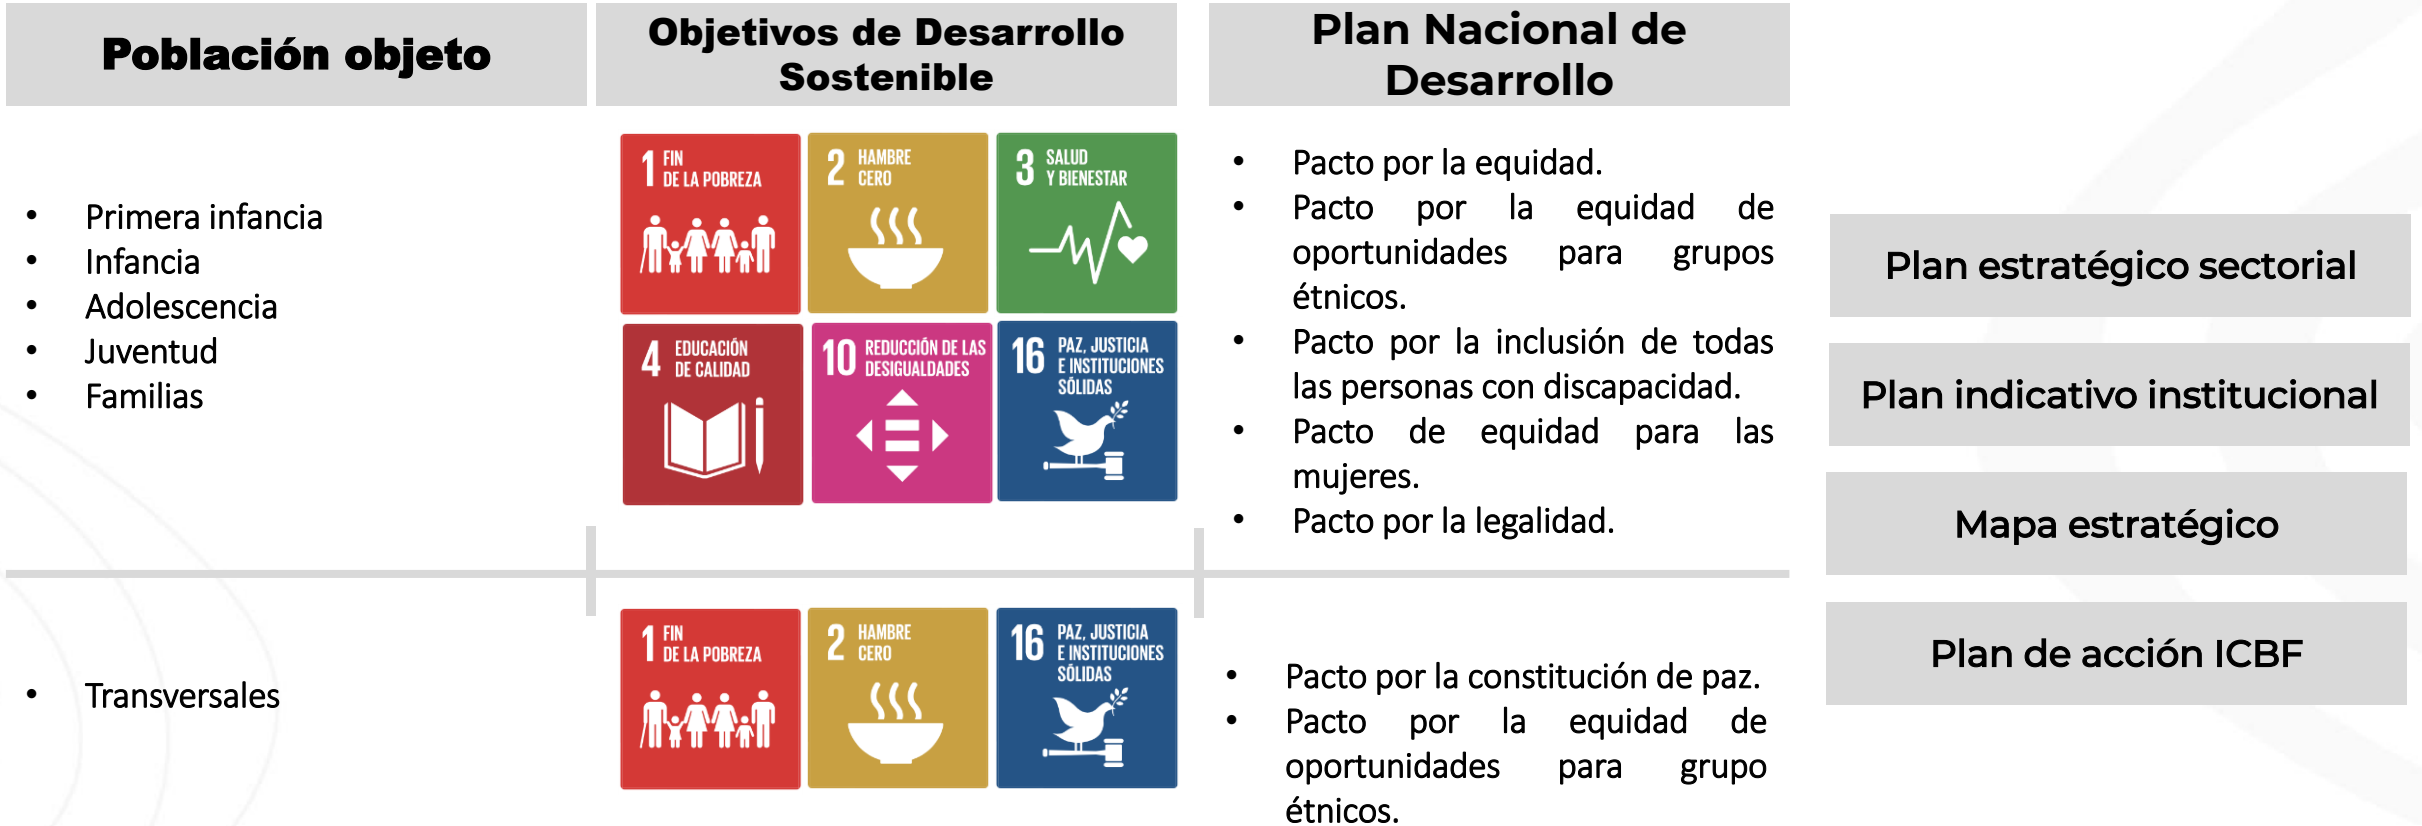 Población objeto
Objetivos de Desarrollo
Sostenible
Plan Nacional de
Desarrollo
• Primera infancia
• Infancia
• Adolescencia
• Juventud
• Familias
1 FIN
DE LA POBREZA
2 HAMBRE
CERO
3 SALUD
Y BIENESTAR
4 EDUCACIÓN
DE CALIDAD
10 REDUCCIÓN DE LAS
DESIGUALDADES
16 PAZ, JUSTICIA
E INSTITUCIONES
SÓLIDAS
• Pacto por la equidad.
• Pacto por la equidad de
oportunidades para grupos
étnicos.
• Pacto por la inclusión de todas
las personas con discapacidad.
• Pacto de equidad para las
mujeres.
• Pacto por la legalidad.
• Transversales
1 FIN
DE LA POBREZA
2 HAMBRE
CERO
16 PAZ, JUSTICIA
E INSTITUCIONES
SÓLIDAS
• Pacto por la constitución de paz.
• Pacto por la equidad de
oportunidades para grupo
étnicos.
Plan estratégico sectorial
Plan indicativo institucional
Mapa estratégico
Plan de acción ICBF